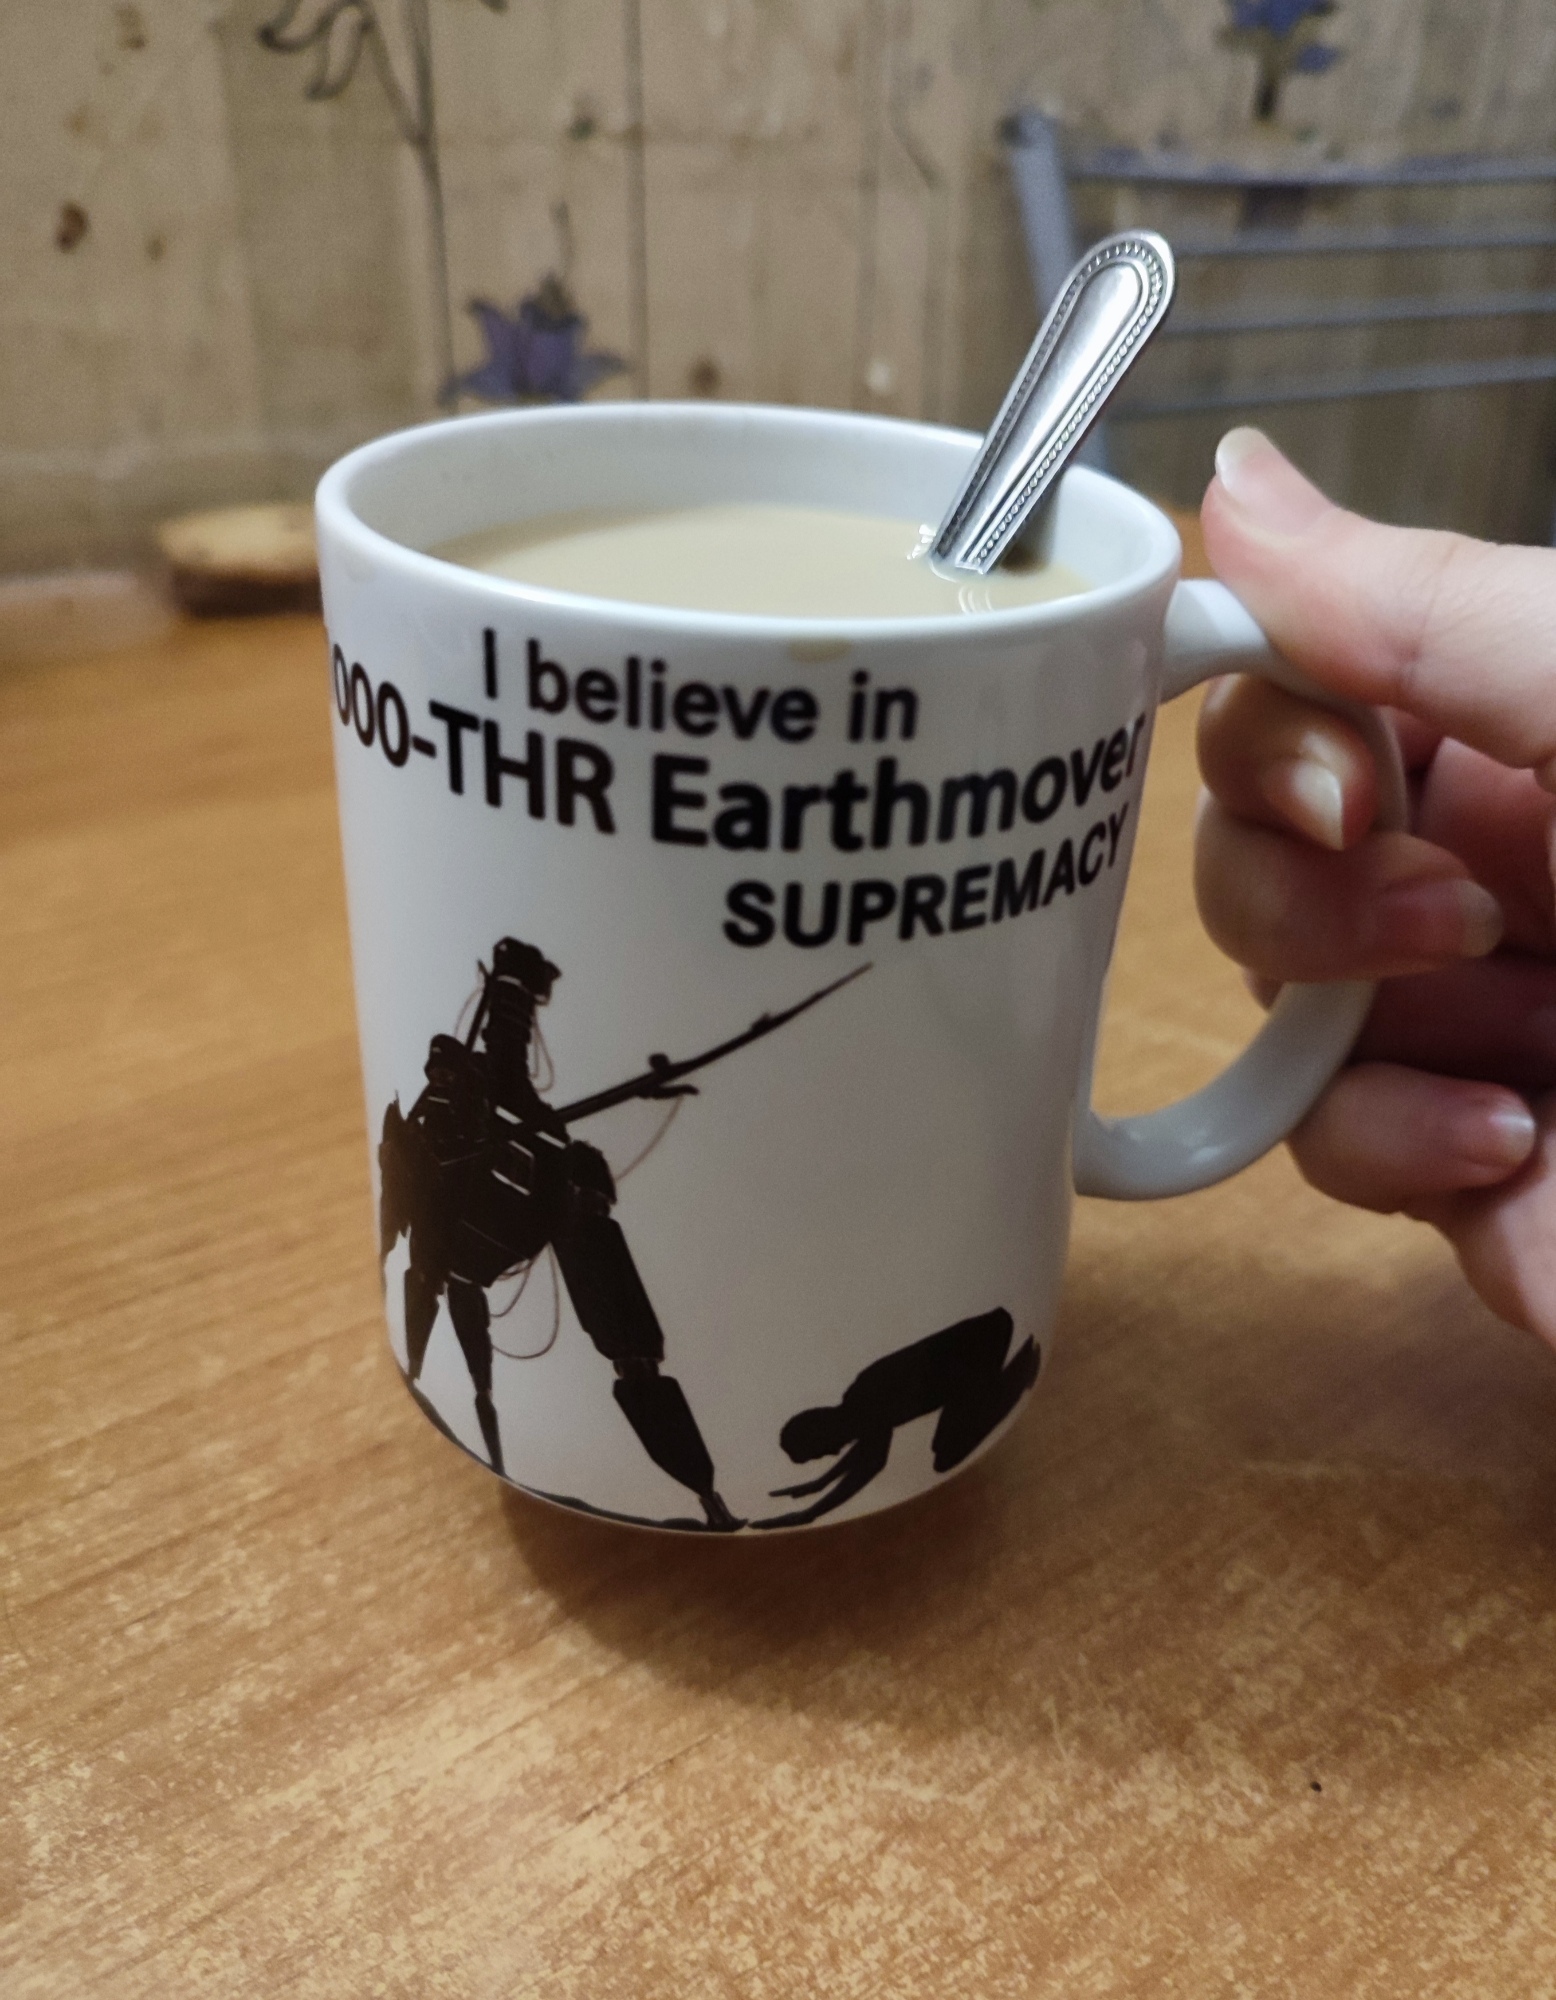 I believe in
000-THR Earthmover
SUPREMACY